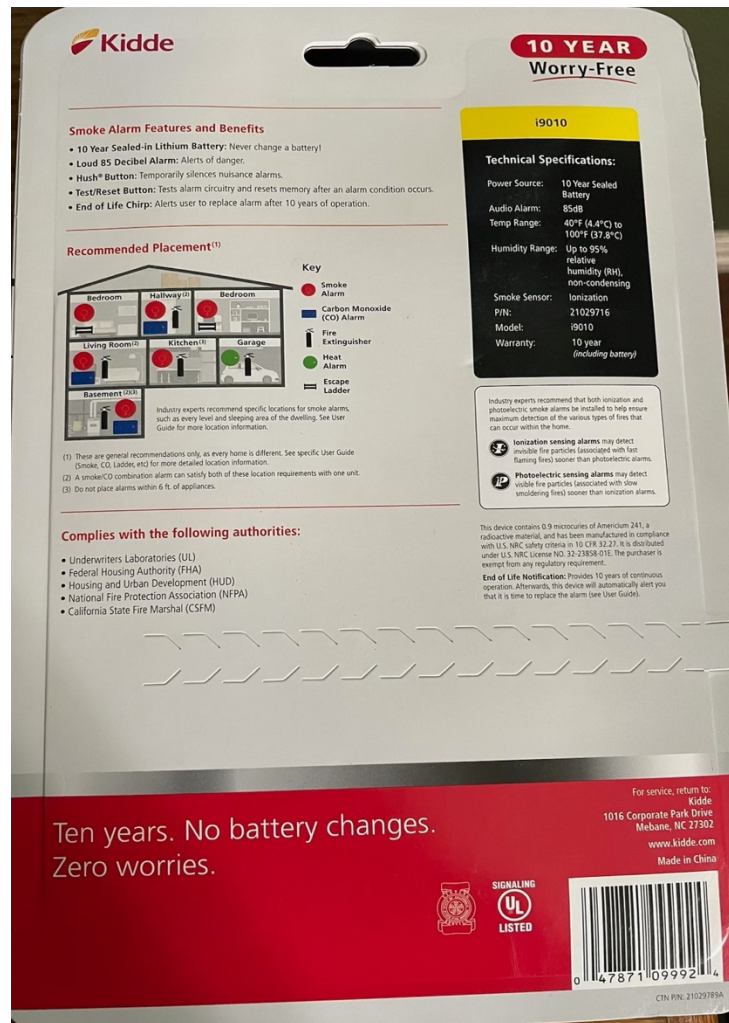 Kidde
10 YEAR
Worry-Free
Smoke Alarm Features and Benefits
• 10 Year Sealed-in Lithium Battery: Never change a battery!
• Loud 85 Decibel Alarm: Alerts of danger.
• Hush® Button: Temporarily silences nuisance alarms.
• Test/Reset Button: Tests alarm circuitry and resets memory after an alarm condition occurs.
• End of Life Chirp: Alerts user to replace alarm after 10 years of operation.
Recommended Placement(1)
Bedroom
Hallway(2)
Bedroom
Living Room(2)
Kitchen(3)
Garage
Basement(2)(3)
Key
Smoke
Alarm
Carbon Monoxide
(CO) Alarm
Fire
Extinguisher
Heat
Alarm
Escape
Ladder
Industry experts recommend specific locations for smoke alarms,
such as every level and sleeping area of the dwelling. See User
Guide for more location information.
(1) These are general recommendations only, as every home is different. See specific User Guide
(Smoke, CO, Ladder, etc) for more detailed location information.
(2) A smoke/CO combination alarm can satisfy both of these location requirements with one unit.
(3) Do not place alarms within 6 ft. of appliances.
Complies with the following authorities:
• Underwriters Laboratories (UL)
• Federal Housing Authority (FHA)
• Housing and Urban Development (HUD)
• National Fire Protection Association (NFPA)
• California State Fire Marshal (CSFM)
i9010
Technical Specifications:
Power Source: 10 Year Sealed
Battery
Audio Alarm: 85dB
Temp Range: 40°F (4.4°C) to
100°F (37.8°C)
Humidity Range: Up to 95%
relative
humidity (RH),
non-condensing
Smoke Sensor: Ionization
P/N: 21029716
Model: i9010
Warranty: 10 year
(including battery)
Industry experts recommend that both ionization and
photoelectric smoke alarms be installed to help ensure
maximum detection of the various types of fires that
can occur within the home.
Ionization sensing alarms may detect
invisible fire particles (associated with fast
flaming fires) sooner than photoelectric alarms.
P
Photoelectric sensing alarms may detect
visible fire particles (associated with slow
smoldering fires) sooner than ionization alarms.
This device contains 0.9 microcuries of Americium 241, a
radioactive material, and has been manufactured in compliance
with U.S. NRC safety criteria in 10 CFR 32.27. It is distributed
under U.S. NRC License NO. 32-23858-01E. The purchaser is
exempt from any regulatory requirement.
End of Life Notification: Provides 10 years of continuous
operation. Afterwards, this device will automatically alert you
that it is time to replace the alarm (see User Guide).
Ten years. No battery changes.
Zero worries.
For service, return to:
Kidde
1016 Corporate Park Drive
Mebane, NC 27302
www.kidde.com
Made in China
SIGNALING
UL
LISTED
0 47871 09992 4
CTN P/N: 21029789A